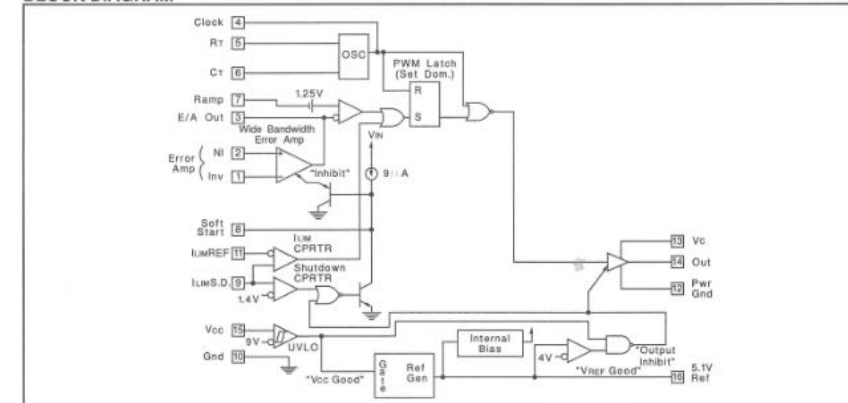 Clock 4
RT 5
OSC
CT 6
PWM Latch
(Set Dom.)
R
S
Ramp 7
1.25V
E/A Out 3
Wide Bandwidth
Error Amp
VIN
Error
Amp
NI 2
Inv 1
"Inhibit"
Soft
Start 8
ILIMREF 11
ILIM
CPRTR
Shutdown
CPRTR
ILIMS.D. 9
1.4V
13 Vc
14 Out
12 Pwr
Gnd
Vcc 15
9V
UVLO
Gnd 10
"Vcc Good"
Gate
Ref
Gen
Internal
Bias
4V
"VREF Good"
"Output
Inhibit"
16 5.1V
Ref